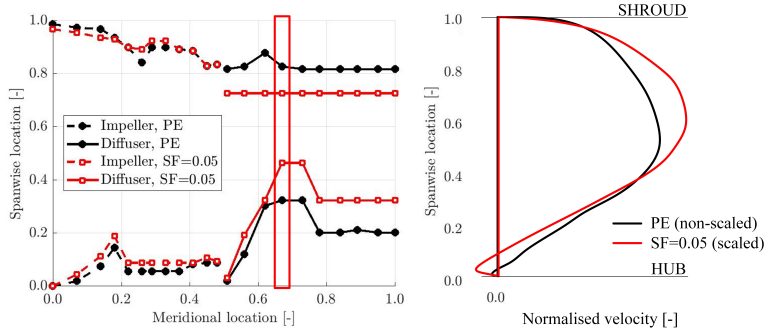 1.0
0.8
0.6
0.4
0.2
0.0
Spanwise location [-]
Impeller, PE
Diffuser, PE
Impeller, SF=0.05
Diffuser, SF=0.05
0.0 0.2 0.4 0.6 0.8 1.0
Meridional location [-]
SHROUD
1.0
0.8
0.6
0.4
0.2
0.0
Spanwise location [-]
PE (non-scaled)
SF=0.05 (scaled)
HUB
0.0
Normalised velocity [-]